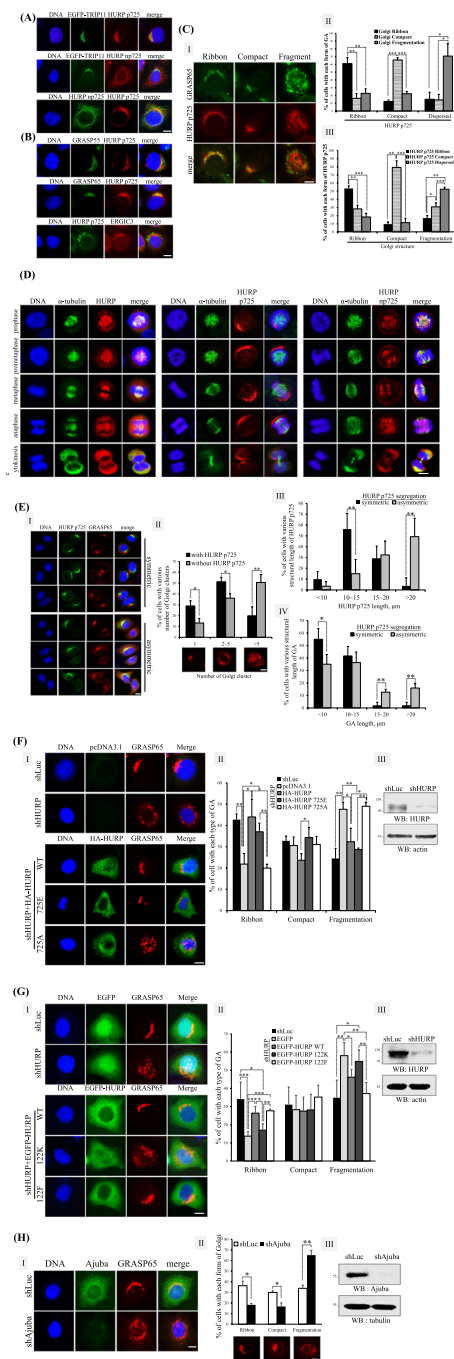 (A)
DNA EGFP-TRIP11 HURP p725 merge
DNA EGFP-TRIP11 HURP np725 merge
DNA HURP np725 HURP p725 merge
(B)
DNA GRASP55 HURP p725 merge
DNA GRASP65 HURP p725 merge
DNA HURP p725 ERGIC3 merge
(C)
I
Ribbon Compact Fragment
GRASP65
HURP p725
merge
II
Golgi Ribbon
Golgi Compact
Golgi Fragmentation
% of cells with each form of GA
Ribbon Compact Dispersed
HURP p725
III
HURP p725 Ribbon
HURP p725 Compact
HURP p725 Dispersed
% of cells with each form of HURP p725
Ribbon Compact Fragmentation
Golgi structure
(D)
DNA α-tubulin HURP merge
DNA α-tubulin HURP p725 merge
DNA α-tubulin HURP np725 merge
prophase
prometaphase
metaphase
anaphase
cytokinesis
(E)
I
DNA HURP p725 GRASP65 merge
symmetric
asymmetric
II
with HURP p725
without HURP p725
% of cells with various number of Golgi clusters
1 2~5 >5
Number of Golgi cluster
III
HURP p725 segregation
symmetric asymmetric
% of cells with various structural length of HURP p725
<10 10~15 15~20 >20
HURP p725 length, μm
IV
HURP p725 segregation
symmetric asymmetric
% of cells with various structural length of GA
<10 10~15 15~20 >20
GA length, μm
(F)
I
DNA pcDNA3.1 GRASP65 Merge
shLuc
shHURP
DNA HA-HURP GRASP65 Merge
shHURP+HA-HURP
WT
725E
725A
II
shLuc
pcDNA3.1
HA-HURP
HA-HURP 725E
HA-HURP 725A
shHURP
% of cell with each type of GA
Ribbon Compact Fragmentation
III
shLuc shHURP
WB: HURP
WB: actin
(G)
I
DNA EGFP GRASP65 Merge
shLuc
shHURP
DNA EGFP-HURP GRASP65 Merge
shHURP+EGFP-HURP
WT
122K
122F
II
shLuc
EGFP
EGFP-HURP WT
EGFP-HURP 122K
EGFP-HURP 122F
shHURP
% of cell with each type of GA
Ribbon Compact Fragmentation
III
shLuc shHURP
WB: HURP
WB: actin
(H)
I
DNA Ajuba GRASP65 merge
shLuc
shAjuba
II
shLuc shAjuba
% of cells with each form of Golgi
Ribbon Compact Fragmentation
III
shLuc shAjuba
WB : Ajuba
WB : tubulin